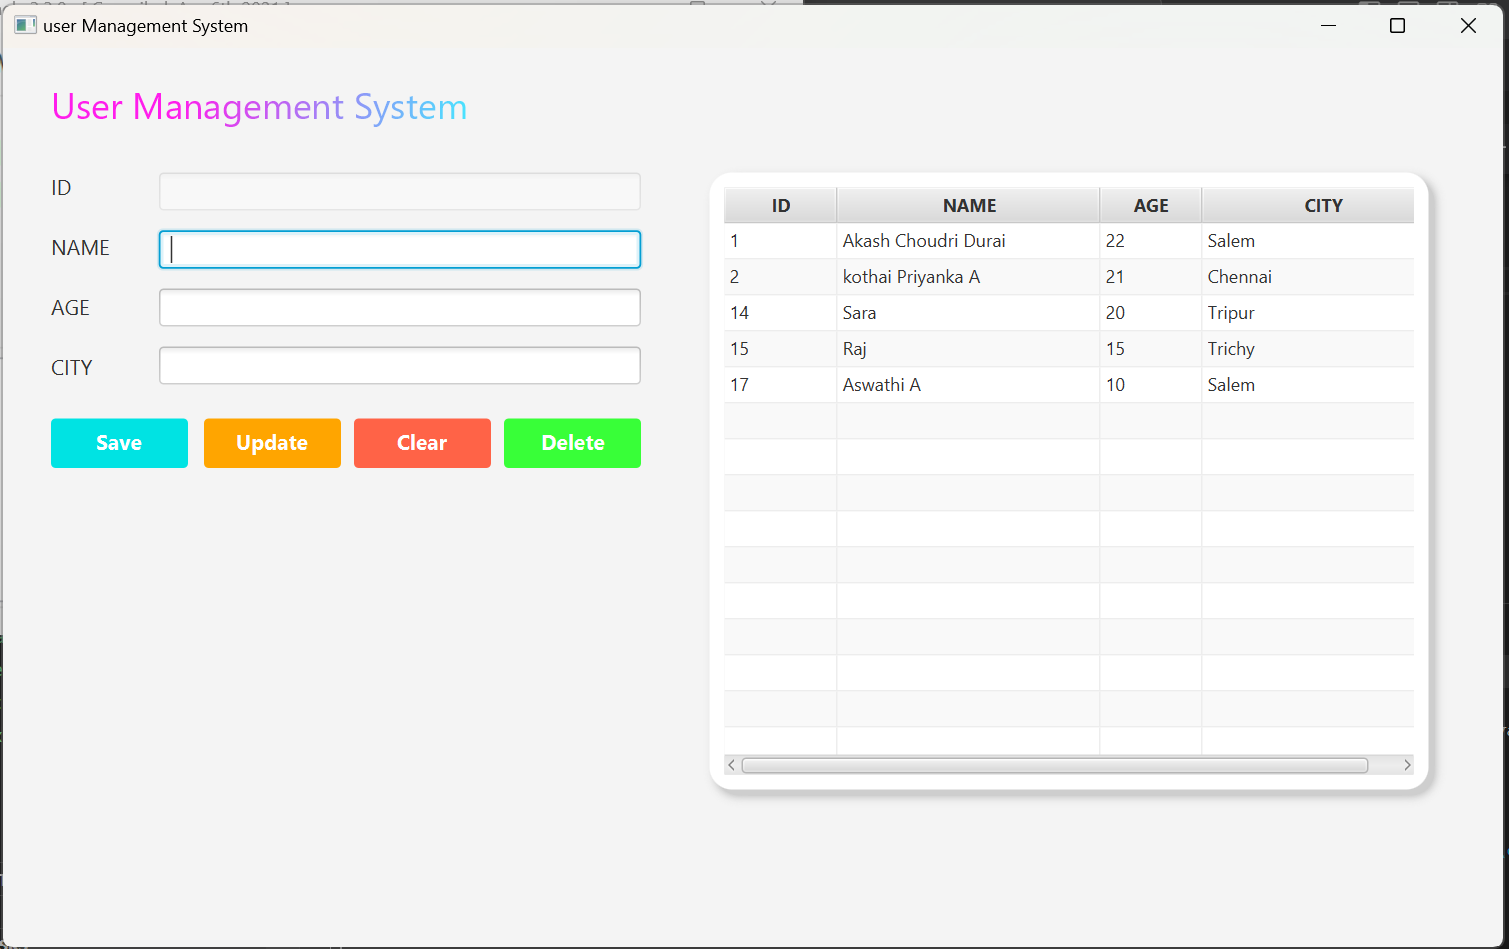 user Management System
User Management System
ID
NAME
AGE
CITY
Save Update Clear Delete
ID NAME AGE CITY
1 Akash Choudri Durai 22 Salem
2 kothai Priyanka A 21 Chennai
14 Sara 20 Tripur
15 Raj 15 Trichy
17 Aswathi A 10 Salem